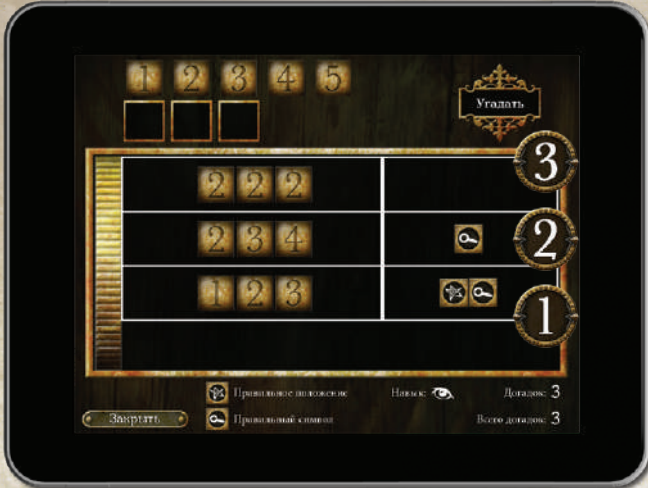 1 2 3 4 5
Угадать
2 2 2
3
2 3 4
2
1 2 3
1
Правильное положение
Навык:
Догадок: 3
Закрыть
Правильный символ
Всего догадок: 3